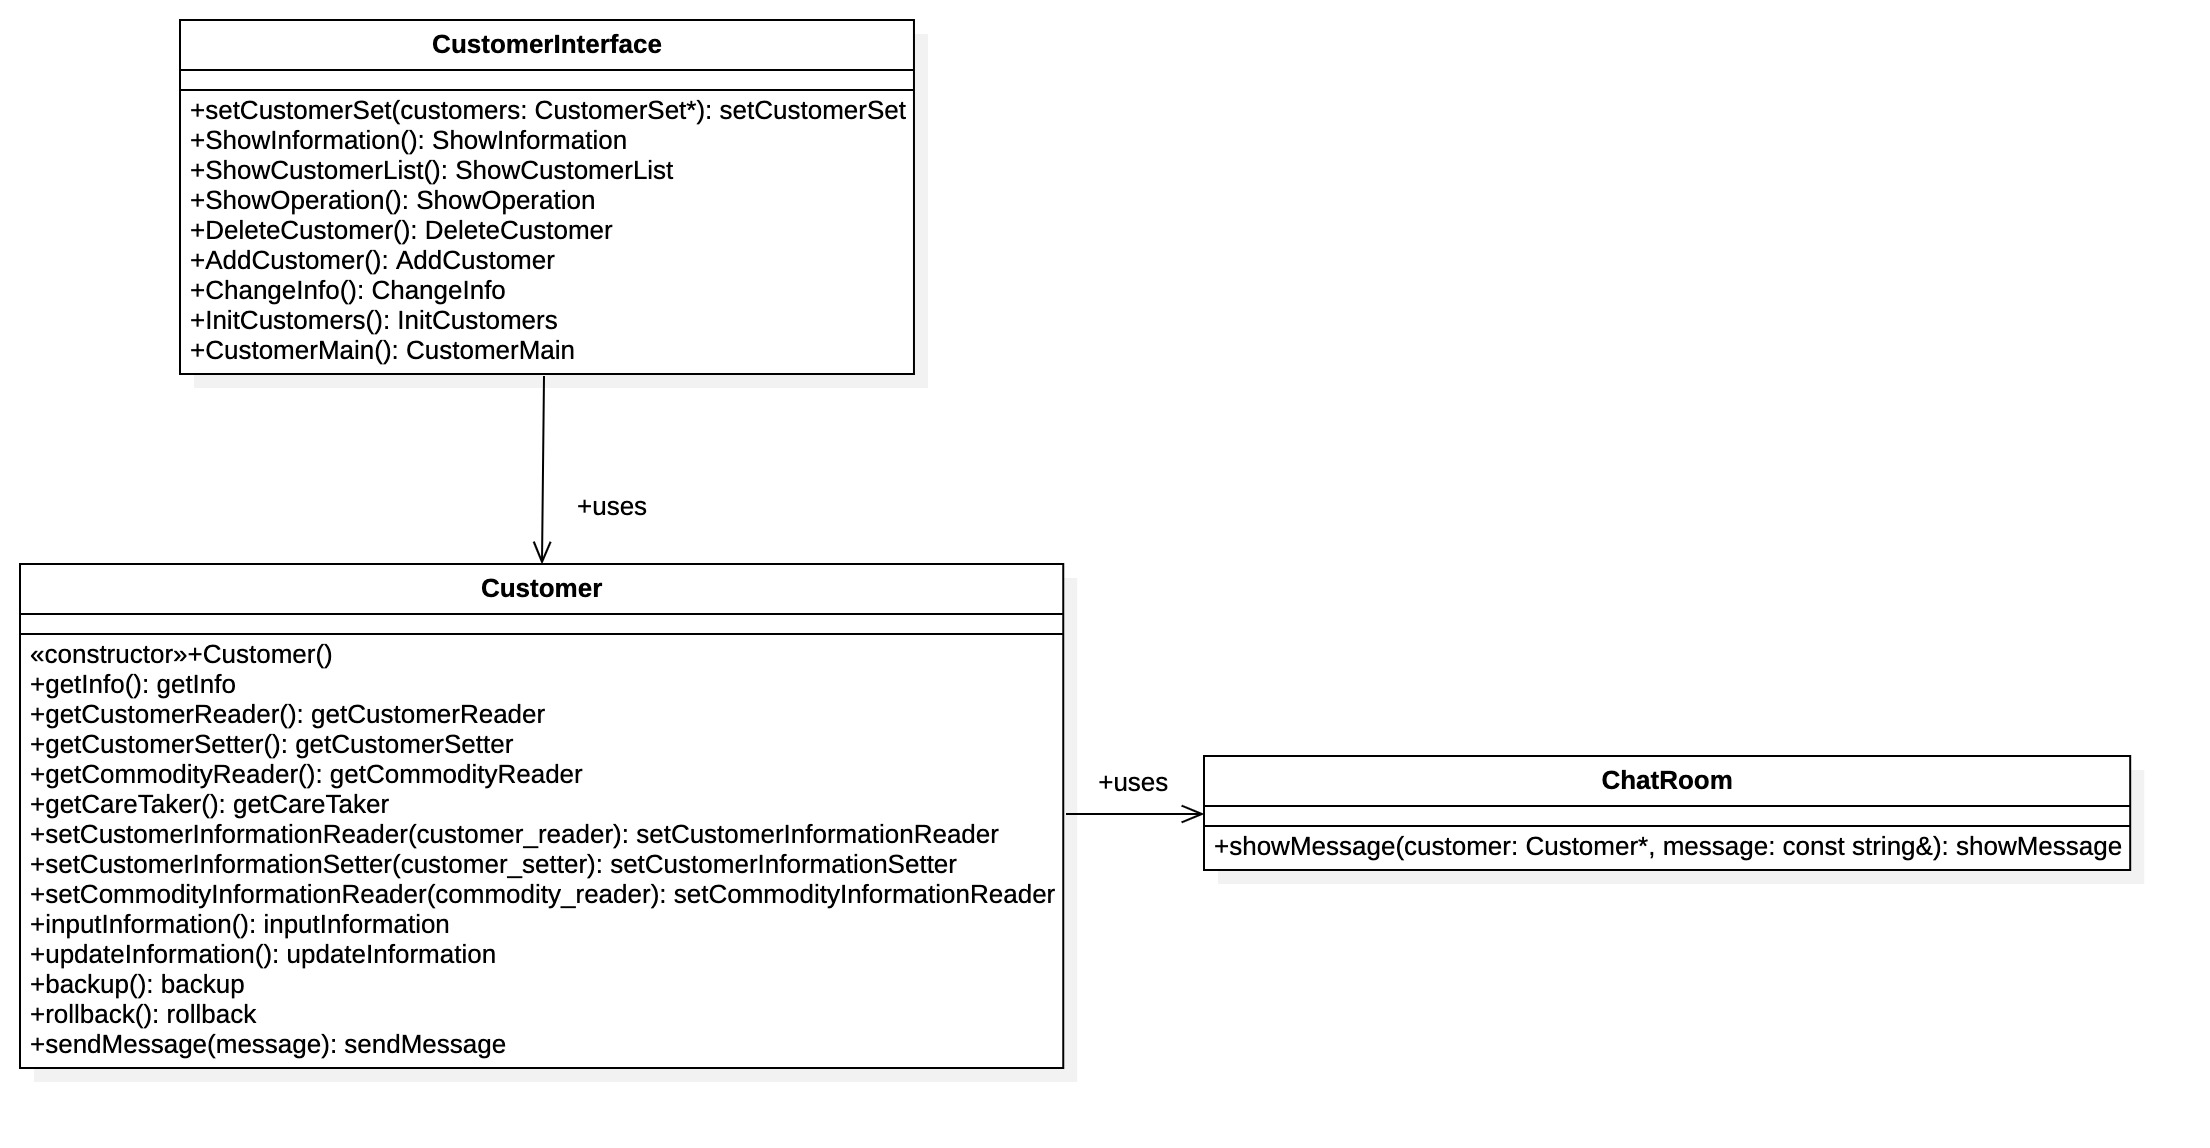 CustomerInterface
+setCustomerSet(customers: CustomerSet*): setCustomerSet
+ShowInformation(): ShowInformation
+ShowCustomerList(): ShowCustomerList
+ShowOperation(): ShowOperation
+DeleteCustomer(): DeleteCustomer
+AddCustomer(): AddCustomer
+ChangeInfo(): ChangeInfo
+InitCustomers(): InitCustomers
+CustomerMain(): CustomerMain
+uses
Customer
«constructor»+Customer()
+getInfo(): getInfo
+getCustomerReader(): getCustomerReader
+getCustomerSetter(): getCustomerSetter
+getCommodityReader(): getCommodityReader
+getCareTaker(): getCareTaker
+setCustomerInformationReader(customer_reader): setCustomerInformationReader
+setCustomerInformationSetter(customer_setter): setCustomerInformationSetter
+setCommodityInformationReader(commodity_reader): setCommodityInformationReader
+inputInformation(): inputInformation
+updateInformation(): updateInformation
+backup(): backup
+rollback(): rollback
+sendMessage(message): sendMessage
+uses
ChatRoom
+showMessage(customer: Customer*, message: const string&): showMessage